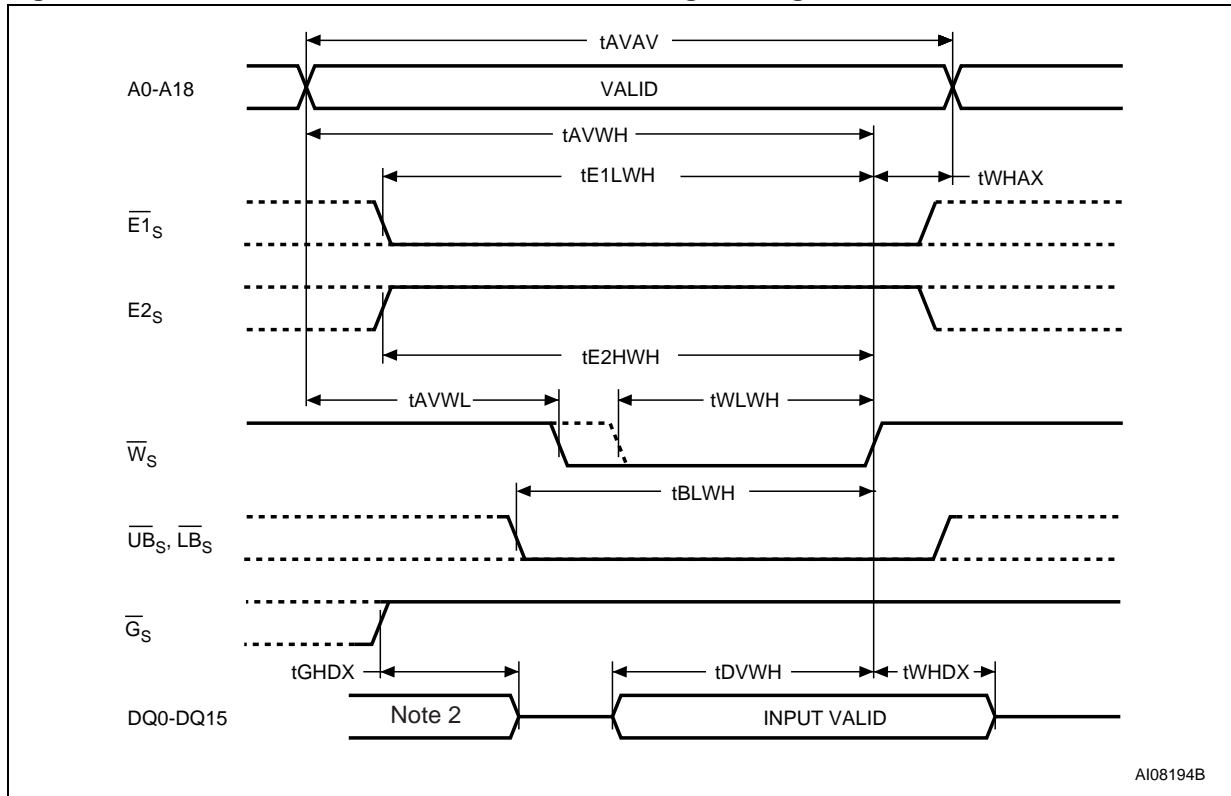 tAVAV
A0-A18
VALID
tAVWH
tE1LWH
tWHAX
E1S
E2S
tE2HWH
tAVWL
tWLWH
WS
tBLWH
UBS, LBS
GS
tGHDX
tDVWH
tWHDX
DQ0-DQ15
Note 2
INPUT VALID
AI08194B